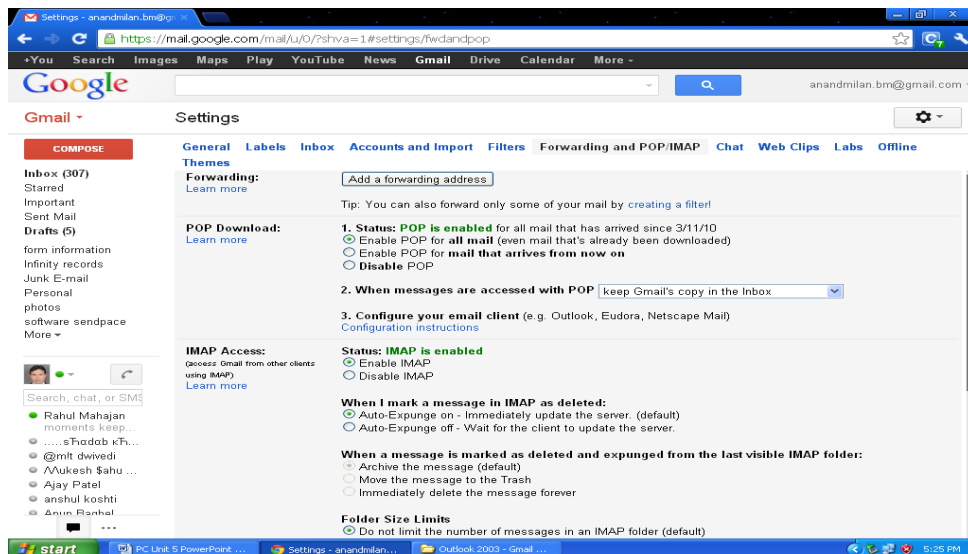 Settings - anandmilan.bm@g
https://mail.google.com/mail/u/0/?shva=1#settings/fwdandpop
+You Search Images Maps Play YouTube News Gmail Drive Calendar More
Google
anandmilan.bm@gmail.com
Gmail
Settings
COMPOSE
General Labels Inbox Accounts and Import Filters Forwarding and POP/IMAP Chat Web Clips Labs Offline
Themes
Inbox (307)
Starred
Important
Sent Mail
Drafts (5)
form information
Infinity records
Junk E-mail
Personal
photos
software sendpace
More
Search, chat, or SMS
Rahul Mahajan
moments keep...
@mit dwivedi
/\/\ukesh $ahu ...
Ajay Patel
anshul koshti
Anup Baghel
Forwarding:
Learn more
Add a forwarding address
Tip: You can also forward only some of your mail by creating a filter!
POP Download:
Learn more
1. Status: POP is enabled for all mail that has arrived since 3/11/10
Enable POP for all mail (even mail that's already been downloaded)
Enable POP for mail that arrives from now on
Disable POP
2. When messages are accessed with POP keep Gmail's copy in the Inbox
3. Configure your email client (e.g. Outlook, Eudora, Netscape Mail)
Configuration instructions
IMAP Access:
(access Gmail from other clients
using IMAP)
Learn more
Status: IMAP is enabled
Enable IMAP
Disable IMAP
When I mark a message in IMAP as deleted:
Auto-Expunge on - Immediately update the server. (default)
Auto-Expunge off - Wait for the client to update the server.
When a message is marked as deleted and expunged from the last visible IMAP folder:
Archive the message (default)
Move the message to the Trash
Immediately delete the message forever
Folder Size Limits
Do not limit the number of messages in an IMAP folder (default)
start
PC Unit 5 PowerPoint ...
Settings - anandmilan...
Outlook 2003 - Gmail ...
5:25 PM